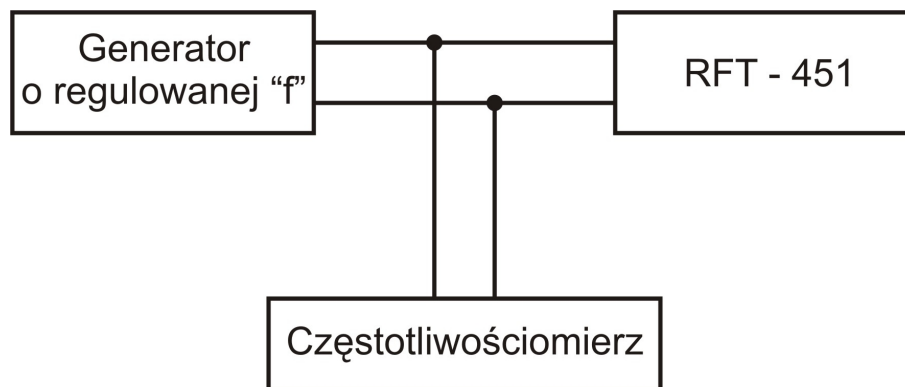 Generator
o regulowanej “f”
RFT - 451
Częstotliwościomierz